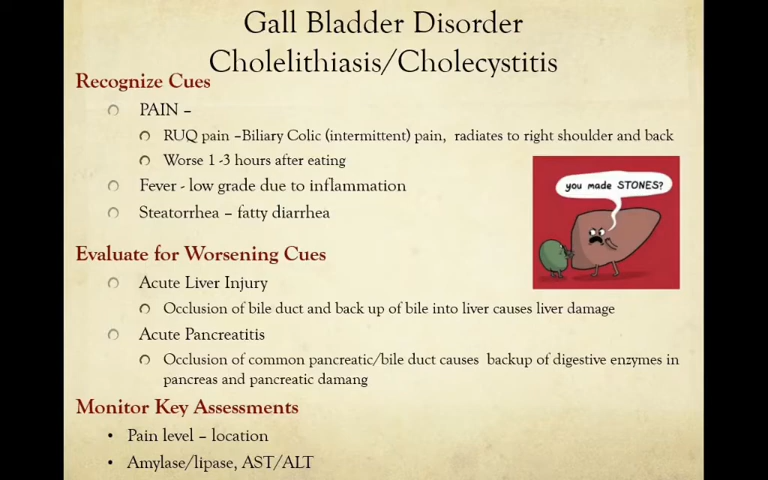 Gall Bladder Disorder
Cholelithiasis/Cholecystitis
Recognize Cues
PAIN –
RUQ pain –Biliary Colic (intermittent) pain, radiates to right shoulder and back
Worse 1 -3 hours after eating
Fever - low grade due to inflammation
Steatorrhea – fatty diarrhea
you made STONES?
Evaluate for Worsening Cues
Acute Liver Injury
Occlusion of bile duct and back up of bile into liver causes liver damage
Acute Pancreatitis
Occlusion of common pancreatic/bile duct causes backup of digestive enzymes in
pancreas and pancreatic damang
Monitor Key Assessments
• Pain level – location
• Amylase/lipase, AST/ALT